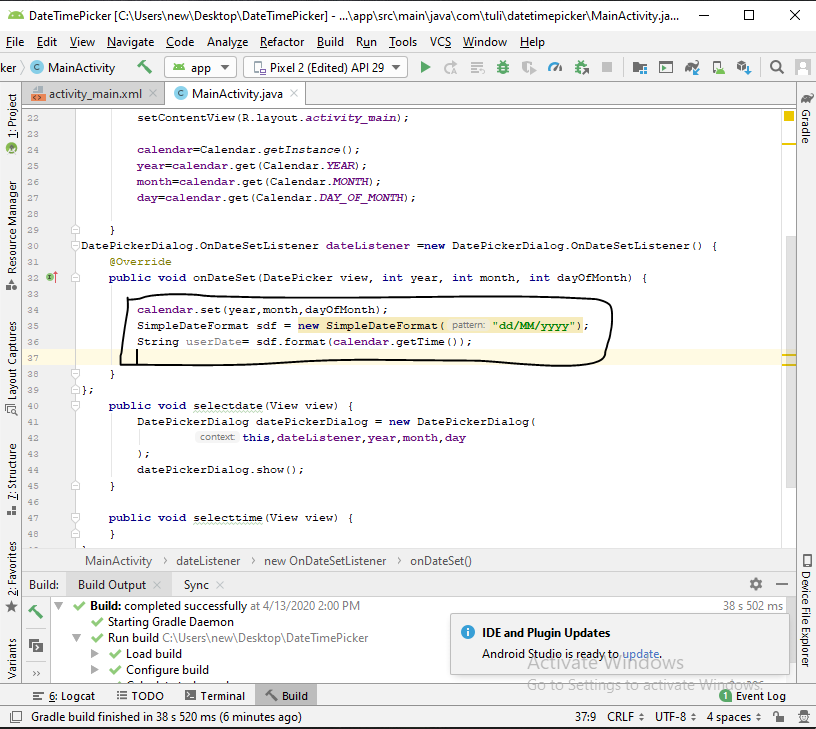 DateTimePicker [C:\Users\new\Desktop\DateTimePicker] - ...\app\src\main\java\com\tuli\datetimepicker\MainActivity.ja...
File Edit View Navigate Code Analyze Refactor Build Run Tools VCS Window Help
ker MainActivity app Pixel 2 (Edited) API 29
activity_main.xml MainActivity.java
1: Project
Resource Manager
Layout Captures
7: Structure
2: Favorites
Variants
Gradle
Device File Explorer
22 setContentView(R.layout.activity_main);
23
24 calendar=Calendar.getInstance();
25 year=calendar.get(Calendar.YEAR);
26 month=calendar.get(Calendar.MONTH);
27 day=calendar.get(Calendar.DAY_OF_MONTH);
28
29 }
30 DatePickerDialog.OnDateSetListener dateListener =new DatePickerDialog.OnDateSetListener() {
31 @Override
32 public void onDateSet(DatePicker view, int year, int month, int dayOfMonth) {
33
34 calendar.set(year,month,dayOfMonth);
35 SimpleDateFormat sdf = new SimpleDateFormat( pattern: "dd/MM/yyyy");
36 String userDate= sdf.format(calendar.getTime());
37
38 }
39 };
40 public void selectdate(View view) {
41 DatePickerDialog datePickerDialog = new DatePickerDialog(
42 context: this,dateListener,year,month,day
43 );
44 datePickerDialog.show();
45 }
46
47 public void selecttime(View view) {
48 }
MainActivity dateListener new OnDateSetListener onDateSet()
Build: Build Output Sync
Build: completed successfully at 4/13/2020 2:00 PM 38 s 502 ms
Starting Gradle Daemon
Run build C:\Users\new\Desktop\DateTimePicker
Load build
Configure build
IDE and Plugin Updates
Android Studio is ready to update.
Activate Windows
Go to Settings to activate Windows.
6: Logcat TODO Terminal Build 1 Event Log
Gradle build finished in 38 s 520 ms (6 minutes ago) 37:9 CRLF UTF-8 4 spaces